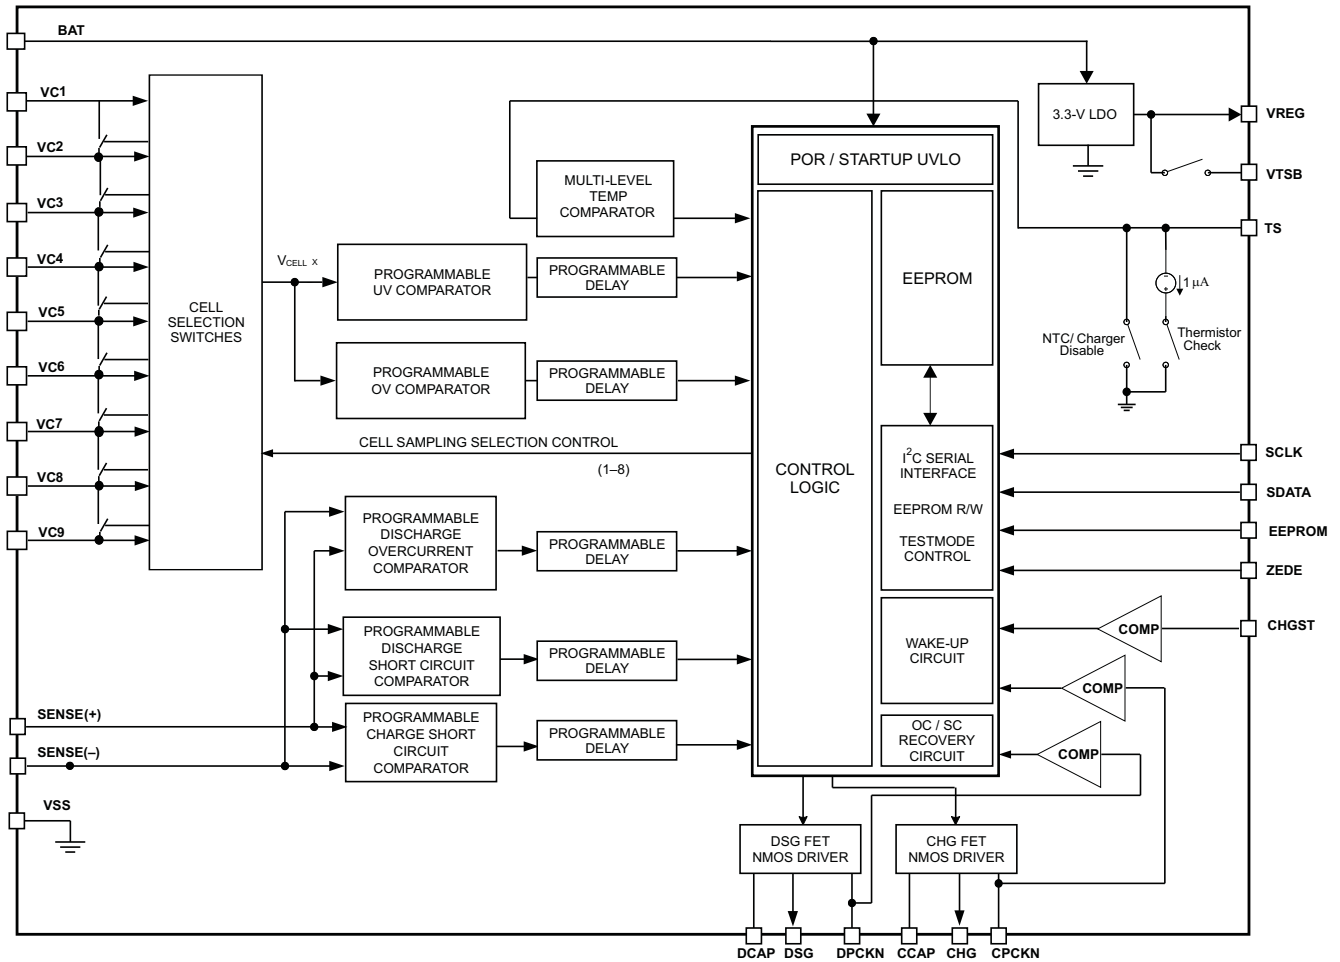 BAT
VC1
VC2
VC3
VC4
VC5
VC6
VC7
VC8
VC9
SENSE(+)
SENSE(–)
VSS
CELL
SELECTION
SWITCHES
VCELL X
MULTI-LEVEL
TEMP
COMPARATOR
PROGRAMMABLE
UV COMPARATOR
PROGRAMMABLE
DELAY
PROGRAMMABLE
OV COMPARATOR
PROGRAMMABLE
DELAY
CELL SAMPLING SELECTION CONTROL
(1–8)
PROGRAMMABLE
DISCHARGE
OVERCURRENT
COMPARATOR
PROGRAMMABLE
DELAY
PROGRAMMABLE
DISCHARGE
SHORT CIRCUIT
COMPARATOR
PROGRAMMABLE
DELAY
PROGRAMMABLE
CHARGE SHORT
CIRCUIT
COMPARATOR
PROGRAMMABLE
DELAY
POR / STARTUP UVLO
CONTROL
LOGIC
EEPROM
I2C SERIAL
INTERFACE
EEPROM R/W
TESTMODE
CONTROL
WAKE-UP
CIRCUIT
OC / SC
RECOVERY
CIRCUIT
COMP
COMP
COMP
3.3-V LDO
1 µA
NTC/ Charger
Disable
Thermistor
Check
VREG
VTSB
TS
SCLK
SDATA
EEPROM
ZEDE
CHGST
DSG FET
NMOS DRIVER
CHG FET
NMOS DRIVER
DCAP
DSG
DPCKN
CCAP
CHG
CPCKN